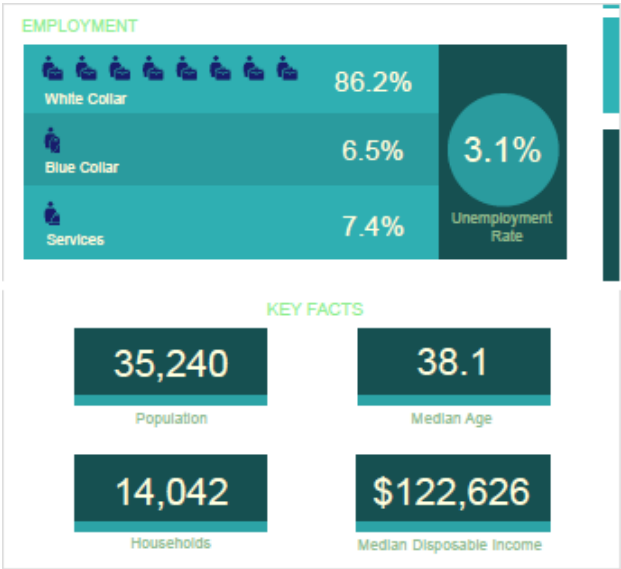 EMPLOYMENT
White Collar
86.2%
Blue Collar
6.5%
Services
7.4%
3.1%
Unemployment
Rate
KEY FACTS
35,240
Population
38.1
Median Age
14,042
Households
$122,626
Median Disposable Income